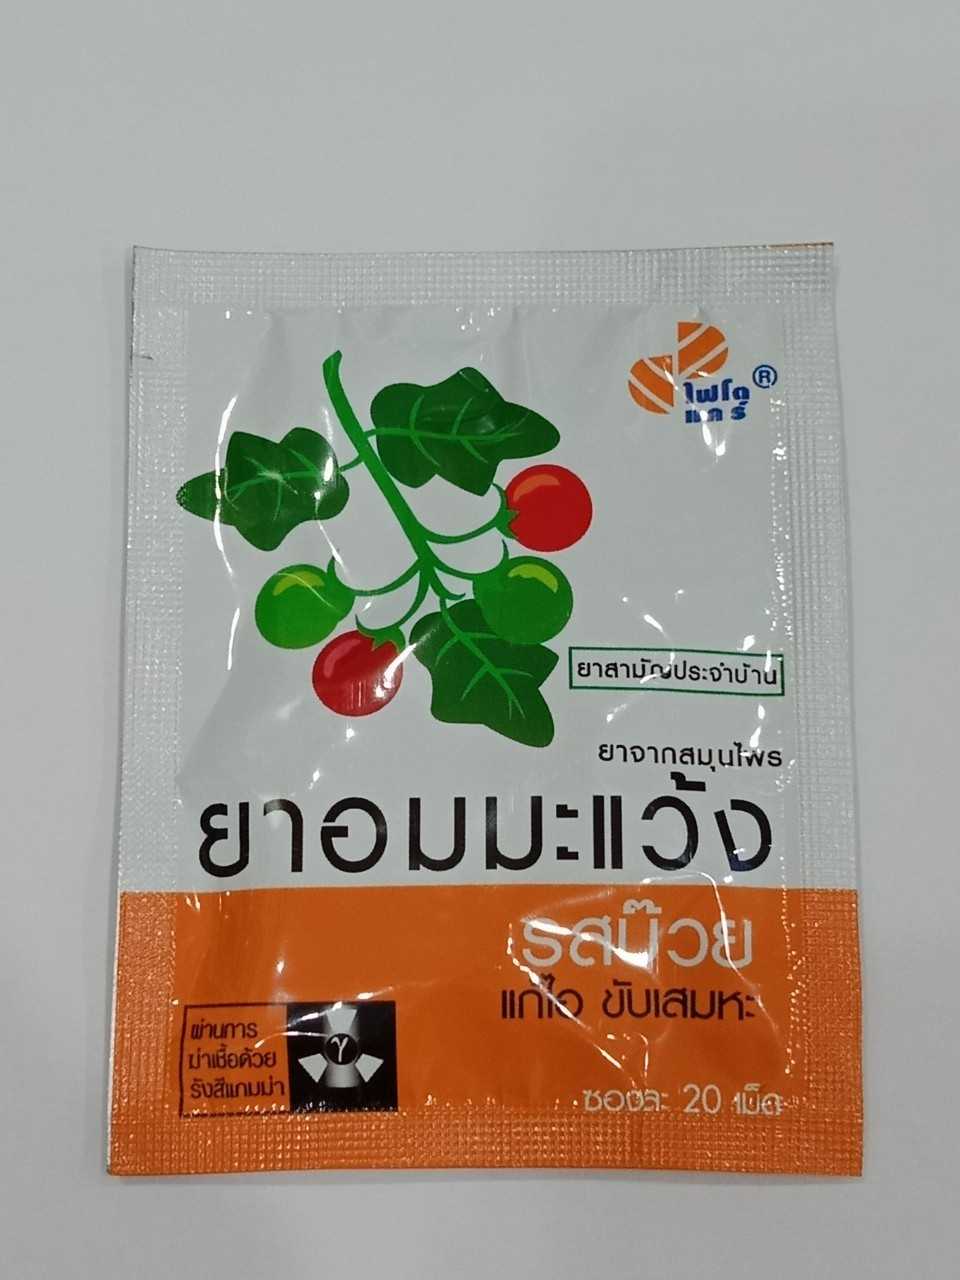 ไฟโต ®
แคร์
ยาสามัญประจำบ้าน
ยาจากสมุนไพร
ยาอมมะแว้ง
รสบ๊วย
แก้ไอ ขับเสมหะ
ผ่านการ
ฆ่าเชื้อด้วย
รังสีแกมม่า
γ
ซองละ 20 เม็ด